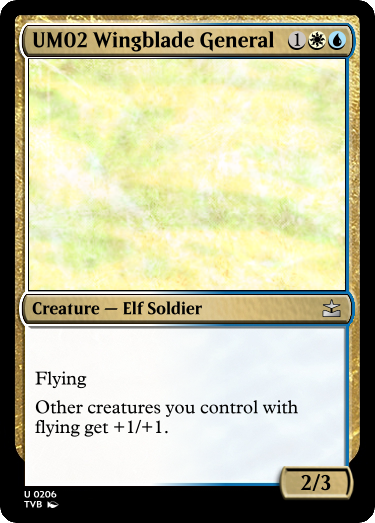 UM02 Wingblade General 1
Creature — Elf Soldier
Flying
Other creatures you control with
flying get +1/+1.
2/3
U 0206
TVB